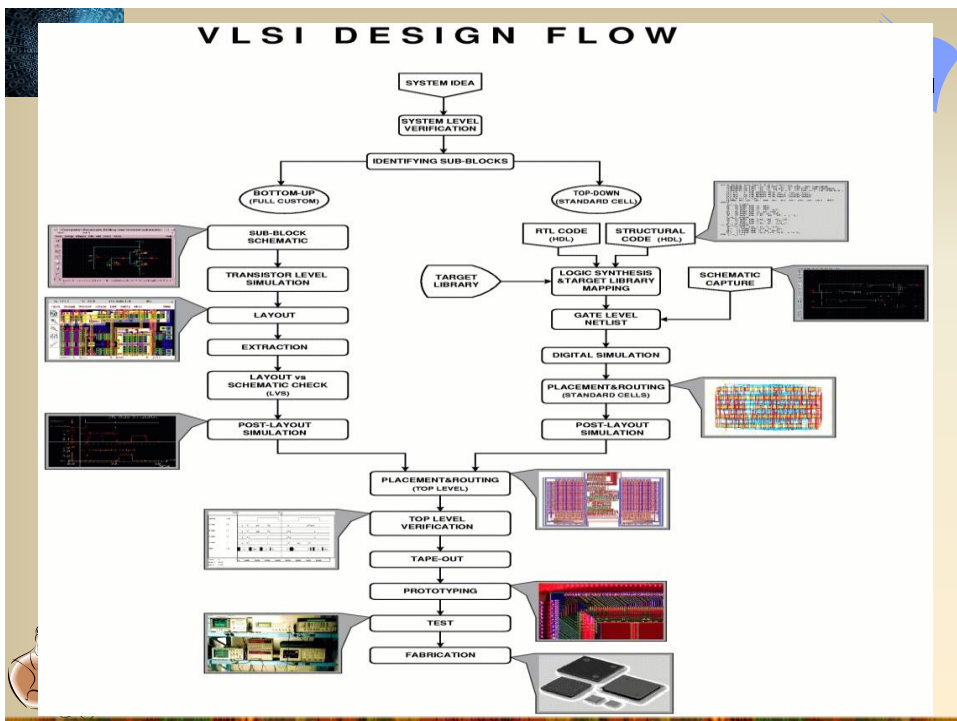 VLSI DESIGN FLOW
SYSTEM IDEA
SYSTEM LEVEL
VERIFICATION
IDENTIFYING SUB-BLOCKS
BOTTOM-UP
(FULL CUSTOM)
SUB-BLOCK
SCHEMATIC
TRANSISTOR LEVEL
SIMULATION
LAYOUT
EXTRACTION
LAYOUT vs
SCHEMATIC CHECK
(LVS)
POST-LAYOUT
SIMULATION
TOP-DOWN
(STANDARD CELL)
RTL CODE
(HDL)
STRUCTURAL
CODE (HDL)
TARGET
LIBRARY
LOGIC SYNTHESIS
&TARGET LIBRARY
MAPPING
SCHEMATIC
CAPTURE
GATE LEVEL
NETLIST
DIGITAL SIMULATION
PLACEMENT&ROUTING
(STANDARD CELLS)
POST-LAYOUT
SIMULATION
PLACEMENT&ROUTING
(TOP LEVEL)
TOP LEVEL
VERIFICATION
TAPE-OUT
PROTOTYPING
TEST
FABRICATION